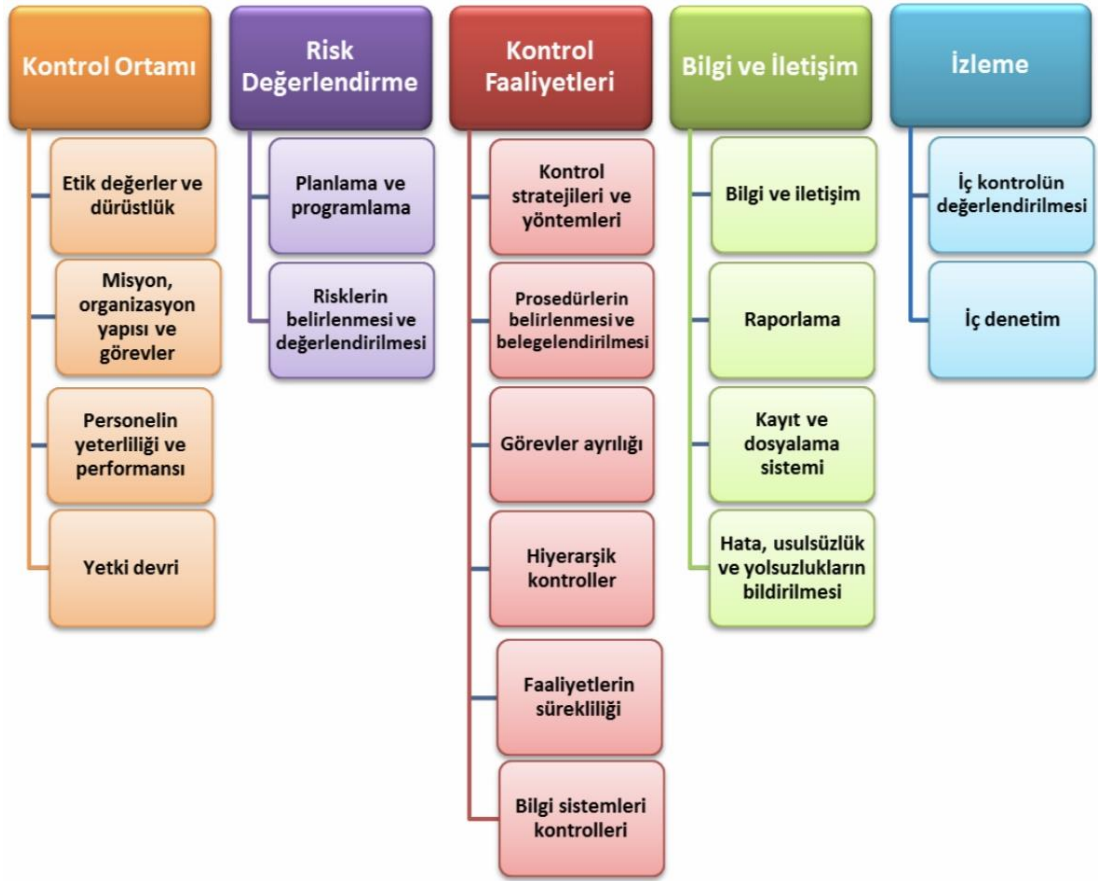 Kontrol Ortamı
Etik değerler ve
dürüstlük
Misyon,
organizasyon
yapısı ve
görevler
Personelin
yeterliliği ve
performansı
Yetki devri
Risk
Değerlendirme
Planlama ve
programlama
Risklerin
belirlenmesi ve
değerlendirilmesi
Kontrol
Faaliyetleri
Kontrol
stratejileri ve
yöntemleri
Prosedürlerin
belirlenmesi ve
belegelendirilmesi
Görevler ayrılığı
Hiyerarşik
kontroller
Faaliyetlerin
sürekliliği
Bilgi sistemleri
kontrolleri
Bilgi ve İletişim
Bilgi ve iletişim
Raporlama
Kayıt ve
dosyalama
sistemi
Hata, usulsüzlük
ve yolsuzlukların
bildirilmesi
İzleme
İç kontrolün
değerlendirilmesi
İç denetim